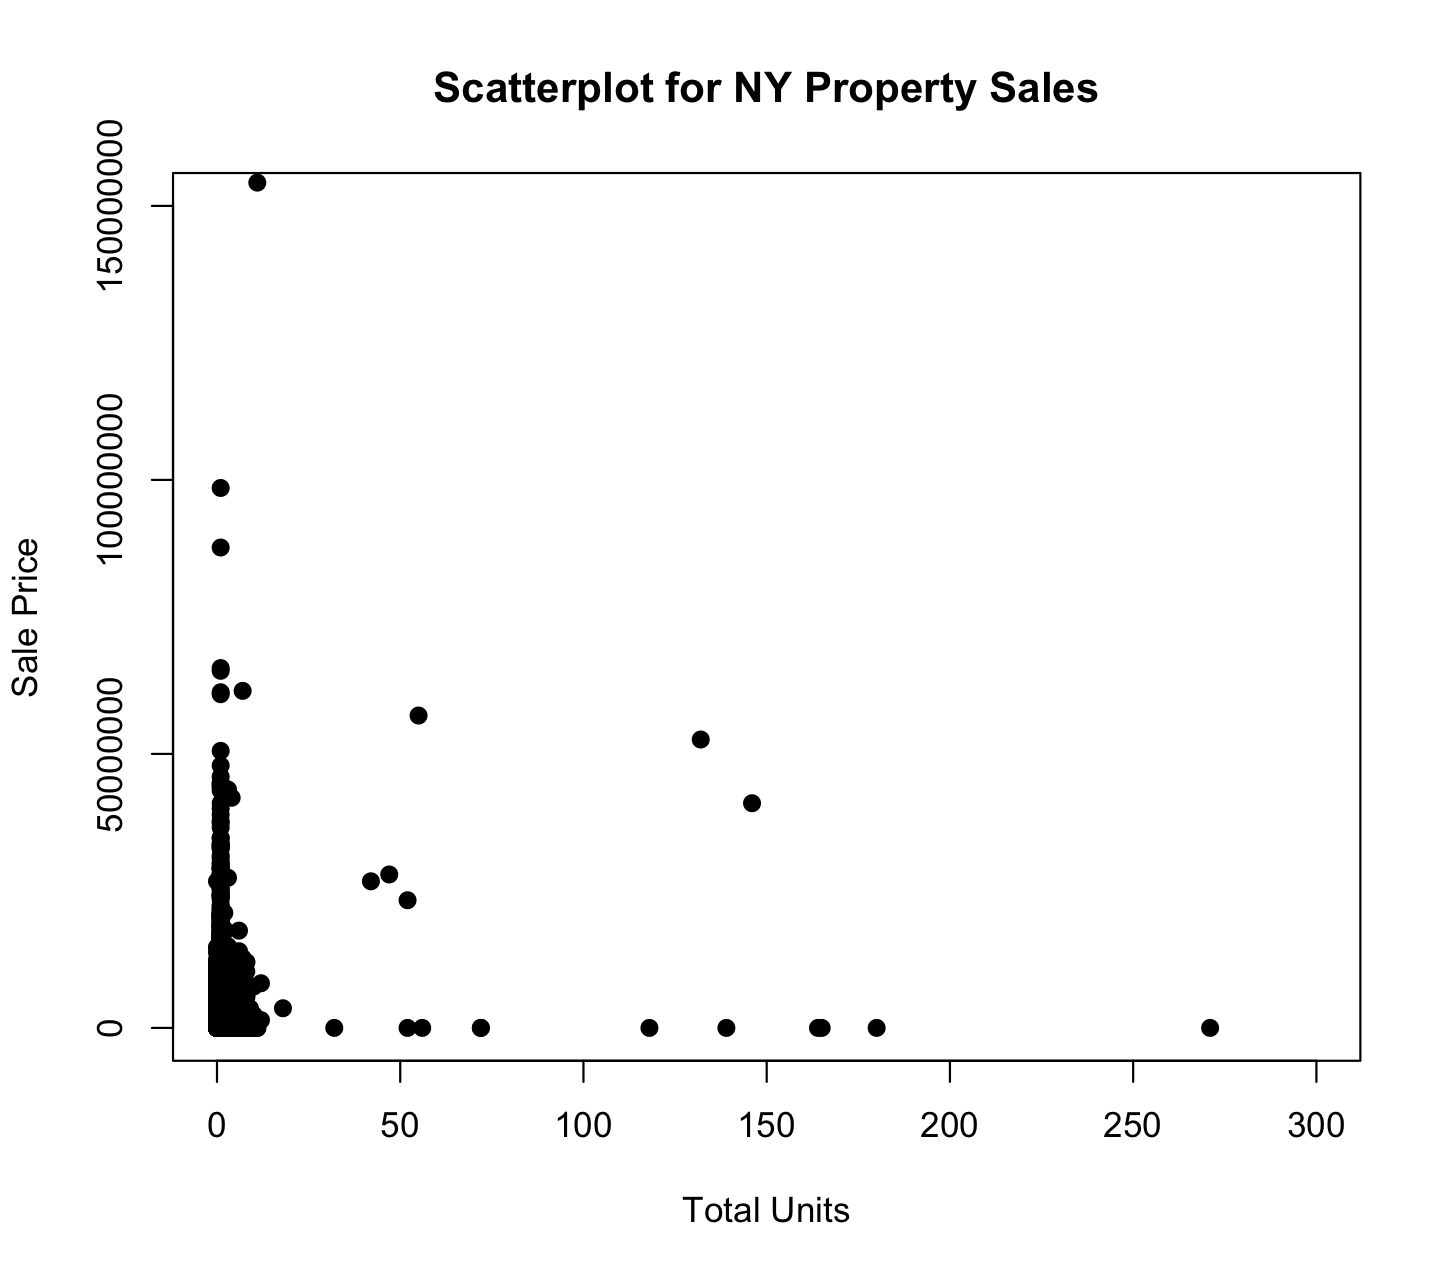 Scatterplot for NY Property Sales
Sale Price
150000000
100000000
50000000
0
0 50 100 150 200 250 300
Total Units